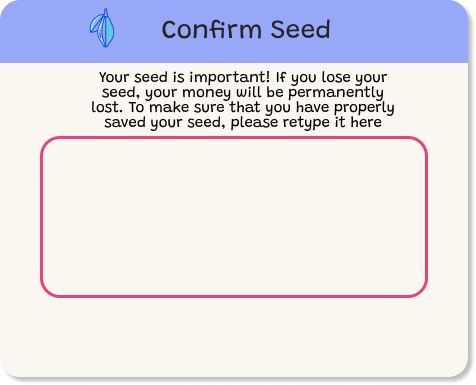 Confirm Seed
Your seed is important! If you lose your
seed, your money will be permanently
lost. To make sure that you have properly
saved your seed, please retype it here